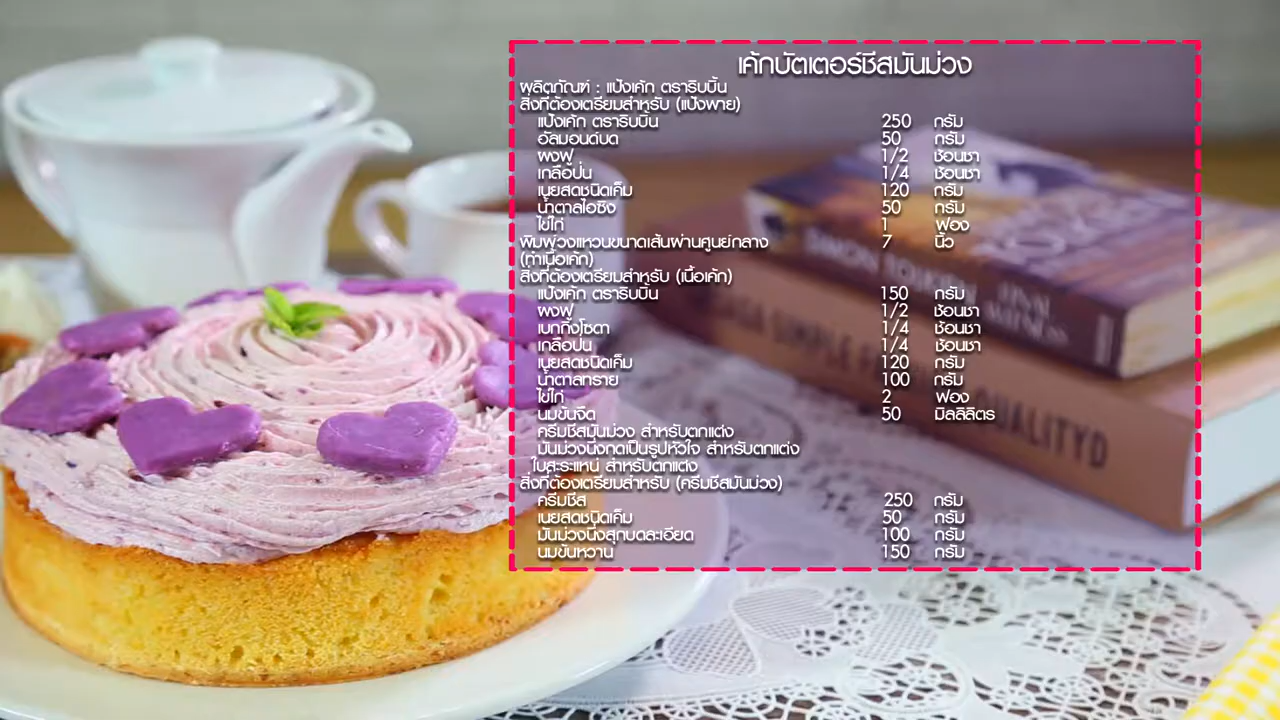 เค้กบัตเตอร์ชีสมันม่วง
ผลิตภัณฑ์ : แป้งเค้ก ตราริบบิ้น
สิ่งที่ต้องเตรียมสำหรับ (แป้งพาย)
แป้งเค้ก ตราริบบิ้น 250 กรัม
อัลมอนด์บด 50 กรัม
ผงฟู 1/2 ช้อนชา
เกลือป่น 1/4 ช้อนชา
เนยสดชนิดเค็ม 120 กรัม
น้ำตาลไอซิ่ง 50 กรัม
ไข่ไก่ 1 ฟอง
พิมพ์วงแหวนขนาดเส้นผ่านศูนย์กลาง 7 นิ้ว
(ทำเนื้อเค้ก)
สิ่งที่ต้องเตรียมสำหรับ (เนื้อเค้ก)
แป้งเค้ก ตราริบบิ้น 150 กรัม
ผงฟู 1/2 ช้อนชา
เบกกิ้งโซดา 1/4 ช้อนชา
เกลือป่น 1/4 ช้อนชา
เนยสดชนิดเค็ม 120 กรัม
น้ำตาลทราย 100 กรัม
ไข่ไก่ 2 ฟอง
นมข้นจืด 50 มิลลิลิตร
ครีมชีสมันม่วง สำหรับตกแต่ง
มันม่วงนึ่งกดเป็นรูปหัวใจ สำหรับตกแต่ง
ใบสะระแหน่ สำหรับตกแต่ง
สิ่งที่ต้องเตรียมสำหรับ (ครีมชีสมันม่วง)
ครีมชีส 250 กรัม
เนยสดชนิดเค็ม 50 กรัม
มันม่วงนึ่งสุกบดละเอียด 100 กรัม
นมข้นหวาน 150 กรัม
SIMON TOLKIEN